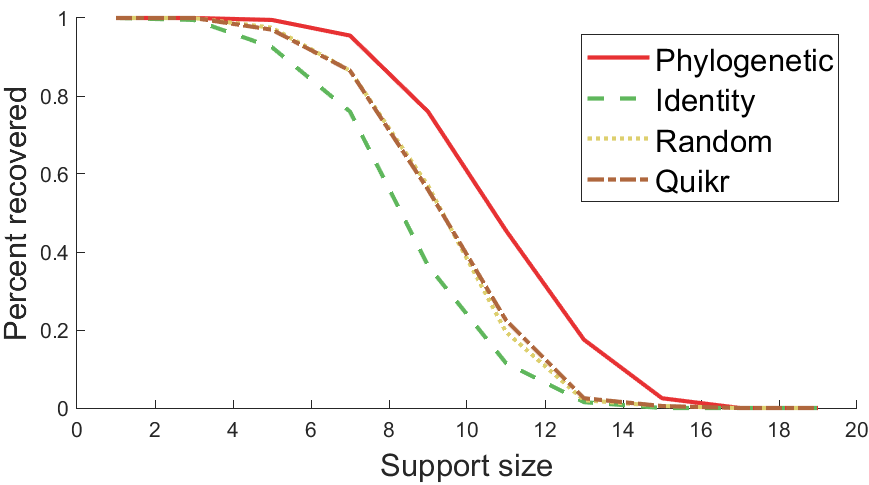 Percent recovered
1
0.8
0.6
0.4
0.2
0
0 2 4 6 8 10 12 14 16 18 20
Support size
Phylogenetic
Identity
Random
Quikr